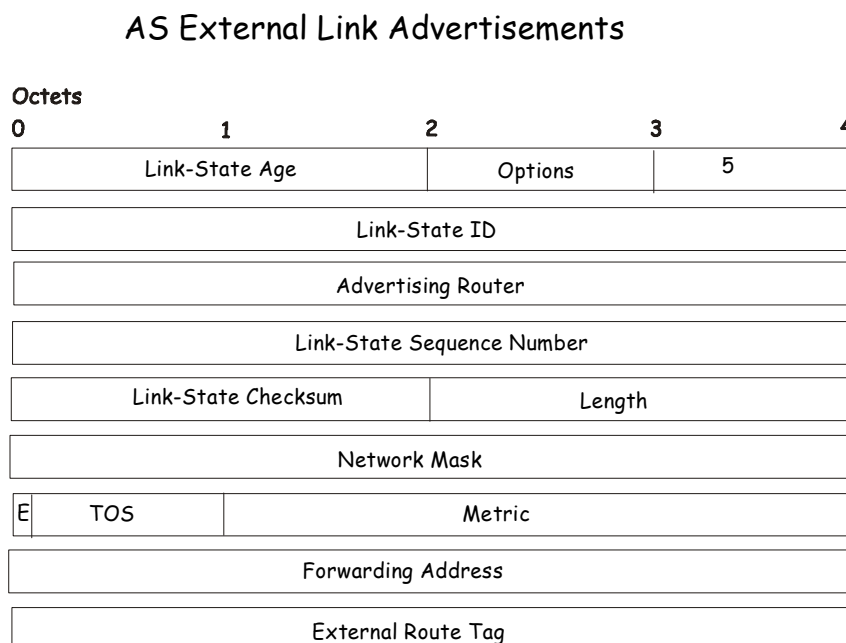 AS External Link Advertisements
Octets
0 1 2 3 4
Link-State Age Options 5
Link-State ID
Advertising Router
Link-State Sequence Number
Link-State Checksum Length
Network Mask
E TOS Metric
Forwarding Address
External Route Tag